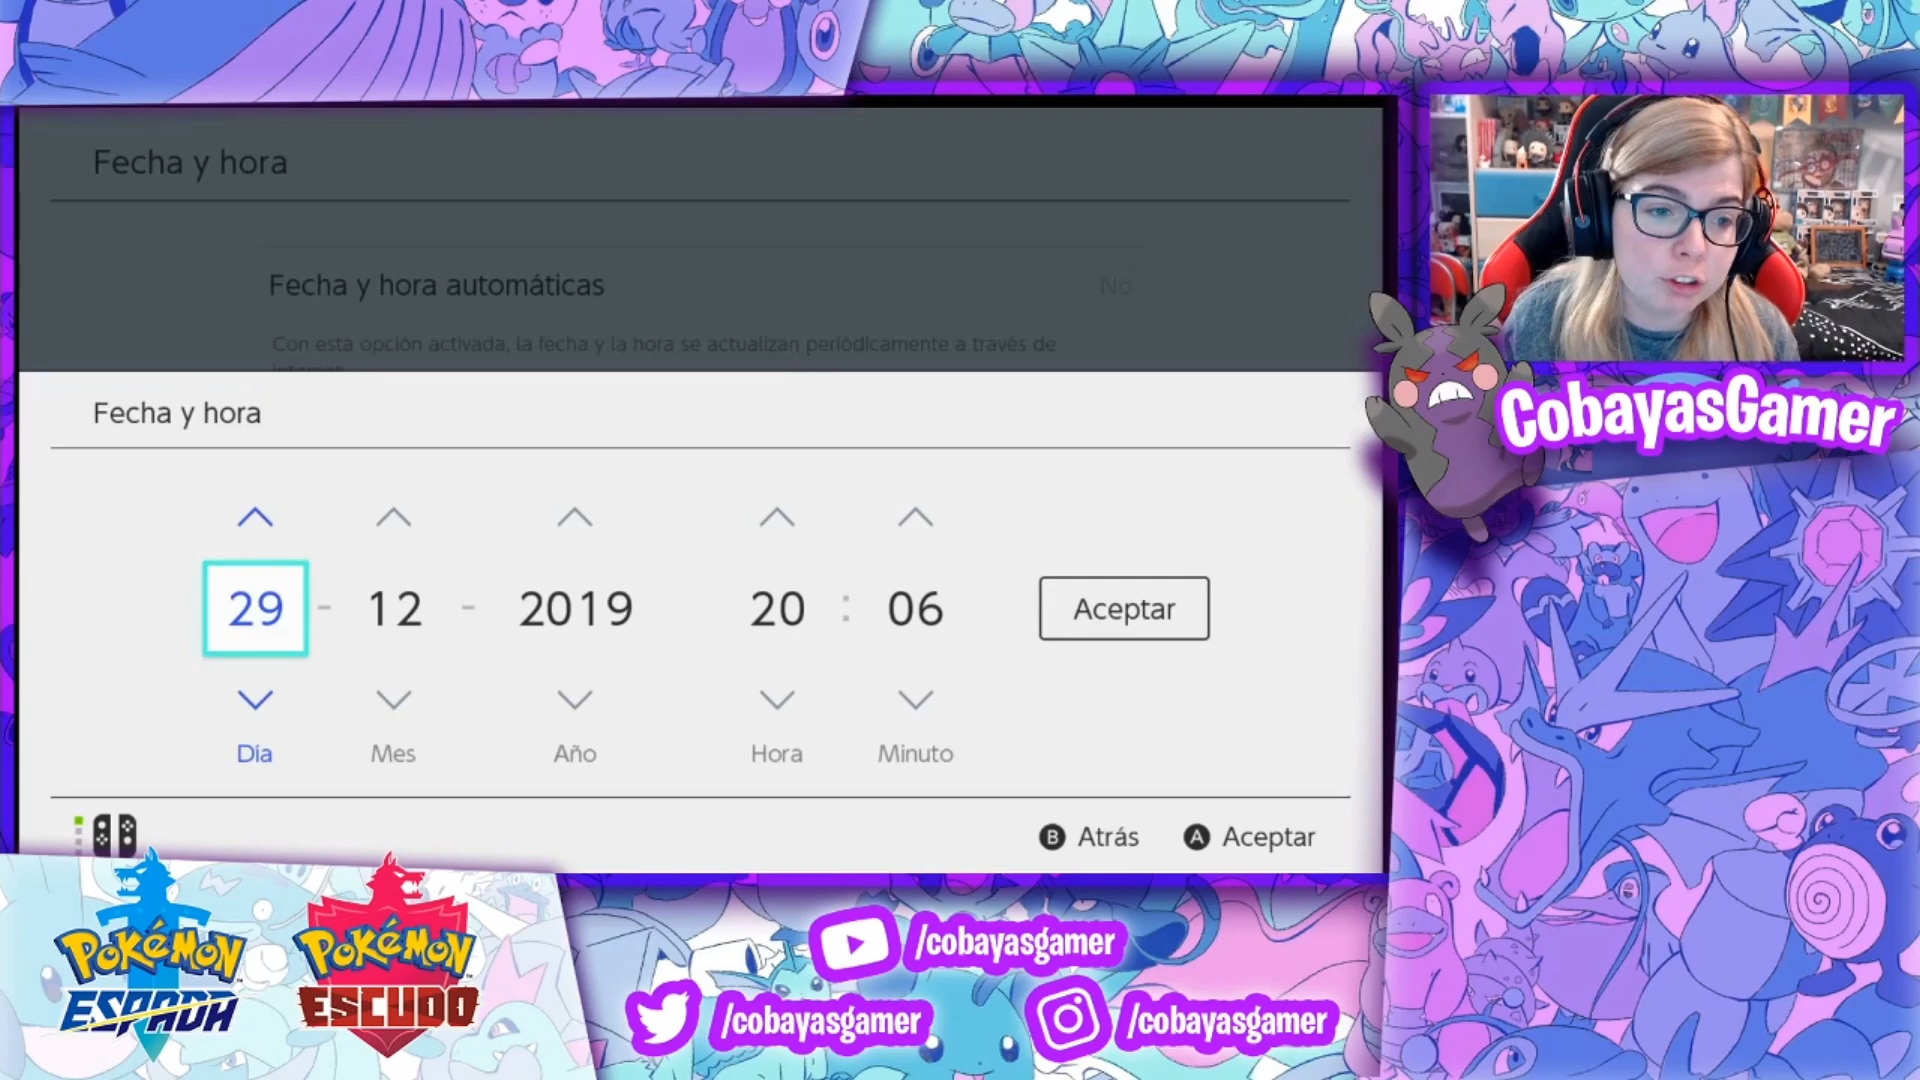 Fecha y hora
Fecha y hora automáticas No
Con esta opción activada, la fecha y la hora se actualizan periódicamente a través de
internet.
Fecha y hora
29 - 12 - 2019 20 : 06 Aceptar
Día Mes Año Hora Minuto
B Atrás A Aceptar
CobayasGamer
POKÉMON ESPADA
POKÉMON ESCUDO
/cobayasgamer
/cobayasgamer
/cobayasgamer